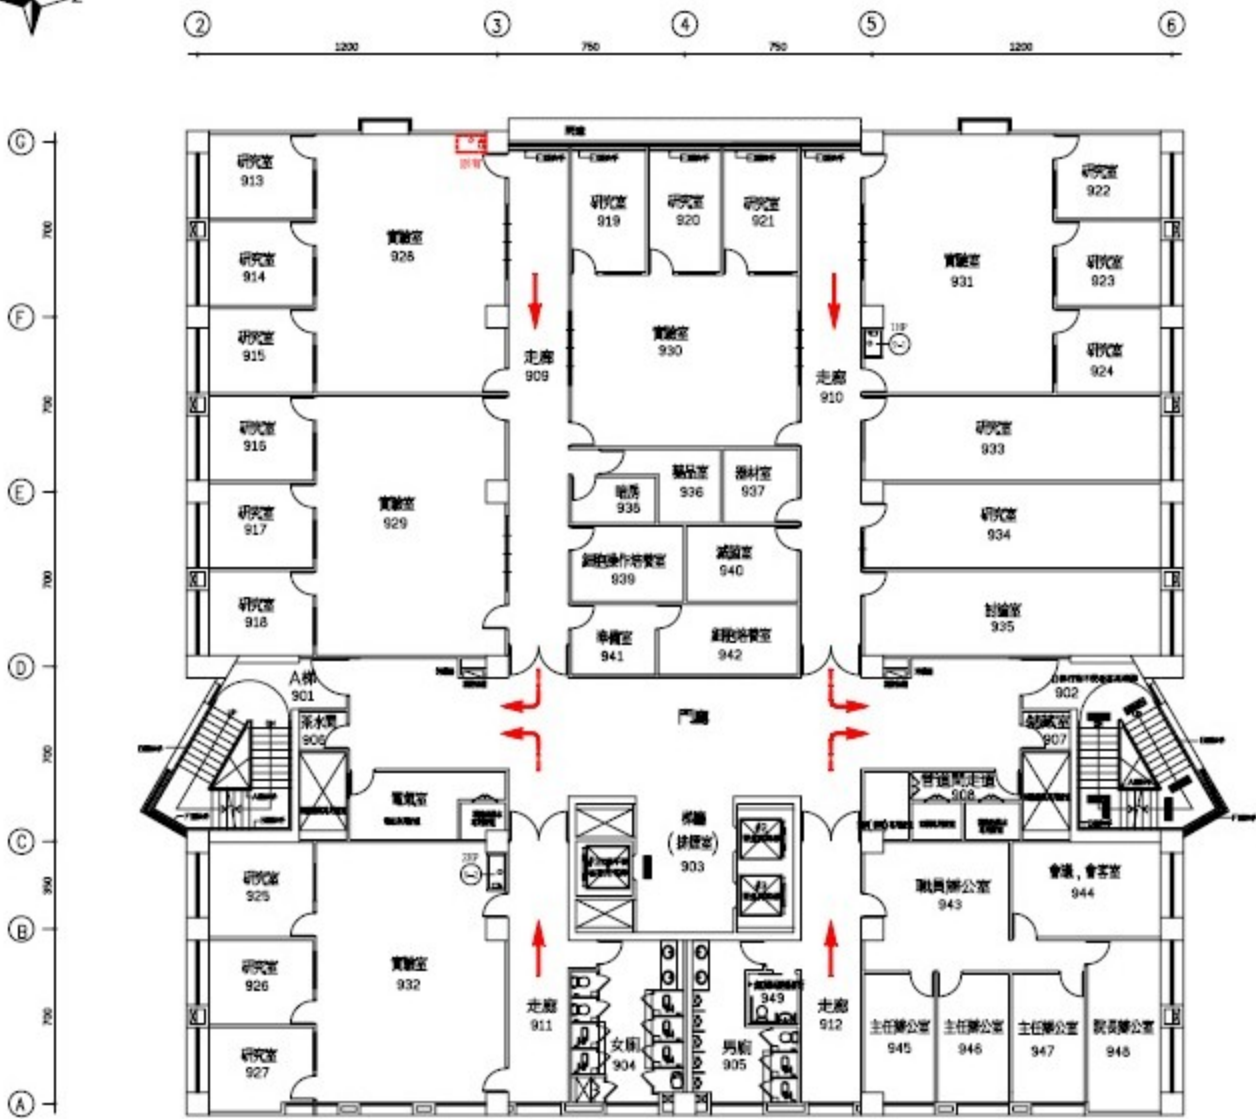 2 3 4 5 6
1200 750 750 1200
G
F
E
D
C
B
A
700
700
700
700
700
350
700
研究室
913
研究室
914
研究室
915
研究室
916
研究室
917
研究室
918
實驗室
928
實驗室
929
走廊
909
研究室
919
研究室
920
研究室
921
實驗室
930
走廊
910
實驗室
931
研究室
922
研究室
923
研究室
924
研究室
933
研究室
934
討論室
935
暗房
938
藥品室
936
器材室
937
細胞操作培養室
939
滅菌室
940
準備室
941
細胞培養室
942
A梯
901
茶水間
906
門廳
902
907
管道間走道
908
電氣室
梯廳
(排煙室)
903
研究室
925
研究室
926
研究室
927
實驗室
932
走廊
911
女廁
904
男廁
905
949
走廊
912
職員辦公室
943
會議,會客室
944
主任辦公室
945
主任辦公室
946
主任辦公室
947
院長辦公室
948